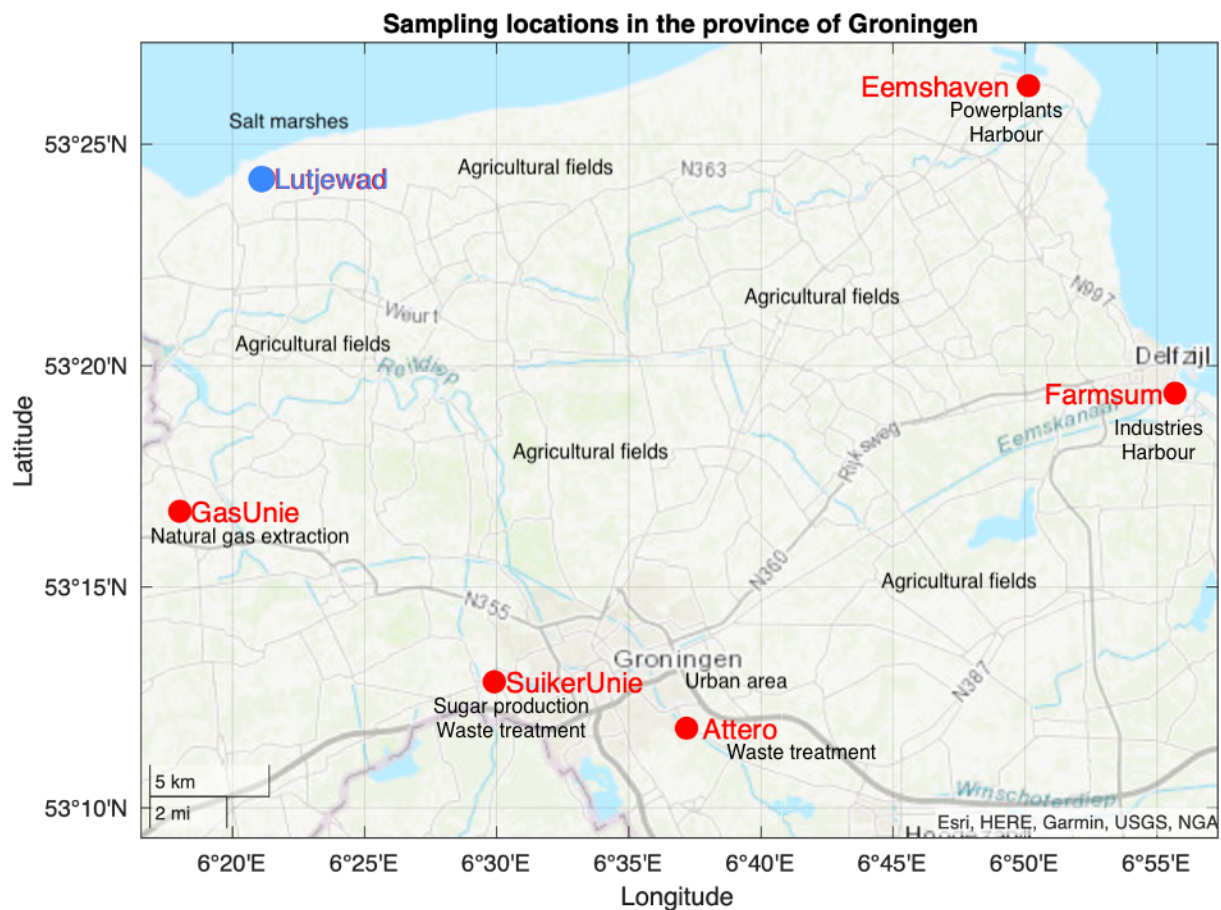 Sampling locations in the province of Groningen
Eemshaven
Powerplants
Harbour
Salt marshes
53°25'N
Agricultural fields
N363
Lutjewad
N997
Agricultural fields
Weurt
Agricultural fields
Reitdiep
53°20'N
Delfzijl
Farmsum
Eemskanaal
Industries
Harbour
Rijksweg
Agricultural fields
Latitude
GasUnie
Natural gas extraction
N360
Agricultural fields
53°15'N
N355
Groningen
SuikerUnie
Urban area
N387
Sugar production
Waste treatment
Attero
Waste treatment
5 km
2 mi
53°10'N
Winschoterdiep
Esri, HERE, Garmin, USGS, NGA
6°20'E
6°25'E
6°30'E
6°35'E
6°40'E
6°45'E
6°50'E
6°55'E
Longitude